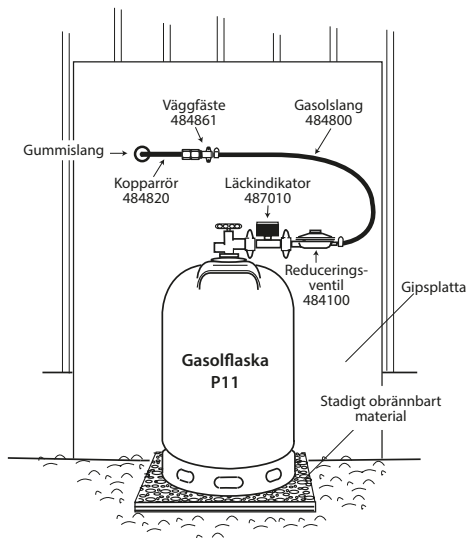 Väggfäste
484861
Gasolslang
484800
Gummislang
Kopparrör
484820
Läckindikator
487010
Reducerings-
ventil
484100
Gipsplatta
Gasolflaska
P11
Stadigt obrännbart
material